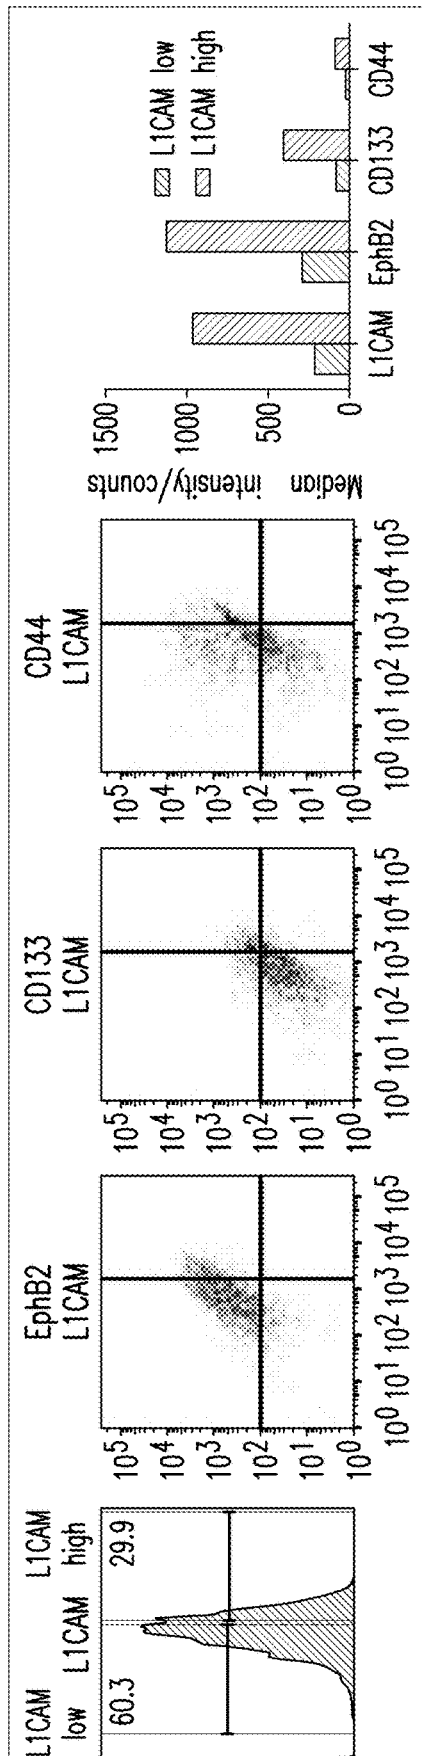 L1CAM low
L1CAM
L1CAM high
60.3
29.9
EphB2
L1CAM
10^5
10^4
10^3
10^2
10^1
10^0
10^0 10^1 10^2 10^3 10^4 10^5
CD133
L1CAM
10^5
10^4
10^3
10^2
10^1
10^0
10^0 10^1 10^2 10^3 10^4 10^5
CD44
L1CAM
10^5
10^4
10^3
10^2
10^1
10^0
10^0 10^1 10^2 10^3 10^4 10^5
Median
intensity/counts
1500
1000
500
0
L1CAM low
L1CAM high
L1CAM EphB2 CD133 CD44